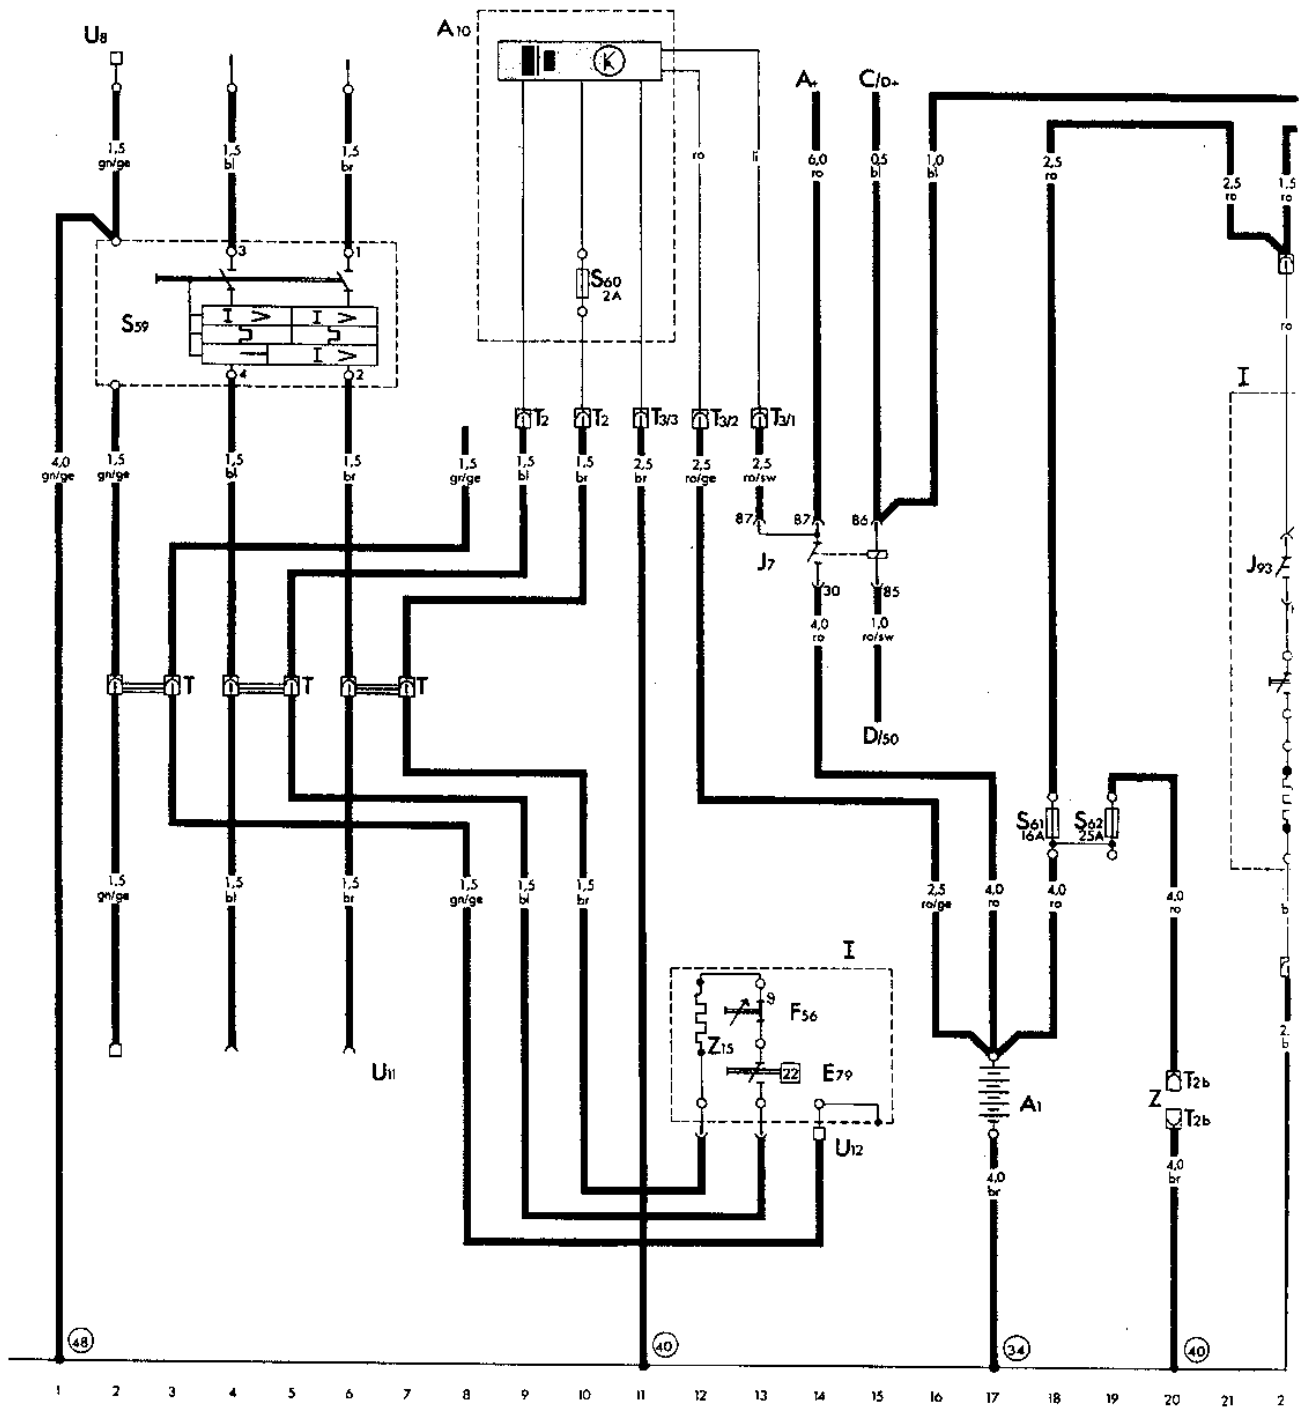 U8
A10
K
A+
C/D+
1,5
gn/ge
1,5
bl
1,5
br
ro
li
6,0
ro
0,5
bl
1,0
bl
2,5
ro
2,5
ro
1,5
ro
3
1
S59
I >
I >
I >
4
2
S60
2A
ro
I
T2
T2
T3/3
T3/2
T3/1
4,0
gn/ge
1,5
gn/ge
1,5
bl
1,5
br
1,5
gr/ge
1,5
bl
1,5
br
2,5
br
2,5
ro/ge
2,5
ro/sw
87
87
86
J7
30
85
J93
4,0
ro
1,0
ro/sw
T
T
T
D/50
S61
16A
S62
25A
1,5
gn/ge
1,5
bl
1,5
br
1,5
gn/ge
1,5
bl
1,5
br
2,5
ro/ge
4,0
ro
4,0
ro
4,0
ro
b
I
9
F56
Z15
22
E79
2,
b
U11
U12
A1
T2b
Z
T2b
4,0
br
4,0
br
48
40
34
40
1 2 3 4 5 6 7 8 9 10 11 12 13 14 15 16 17 18 19 20 21 2